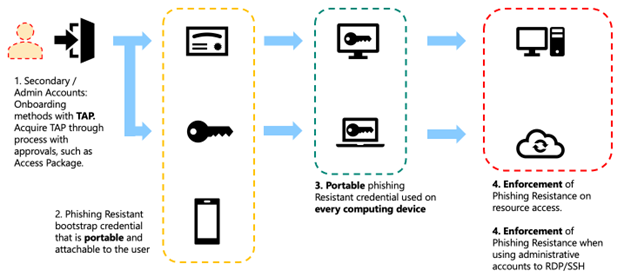 1. Secondary /
Admin Accounts:
Onboarding
methods with TAP.
Acquire TAP through
process with
approvals, such as
Access Package.
2. Phishing Resistant
bootstrap credential
that is portable and
attachable to the user
3. Portable phishing
Resistant credential used on
every computing device
4. Enforcement of
Phishing Resistance on
resource access.
4. Enforcement of
Phishing Resistance when
using administrative
accounts to RDP/SSH